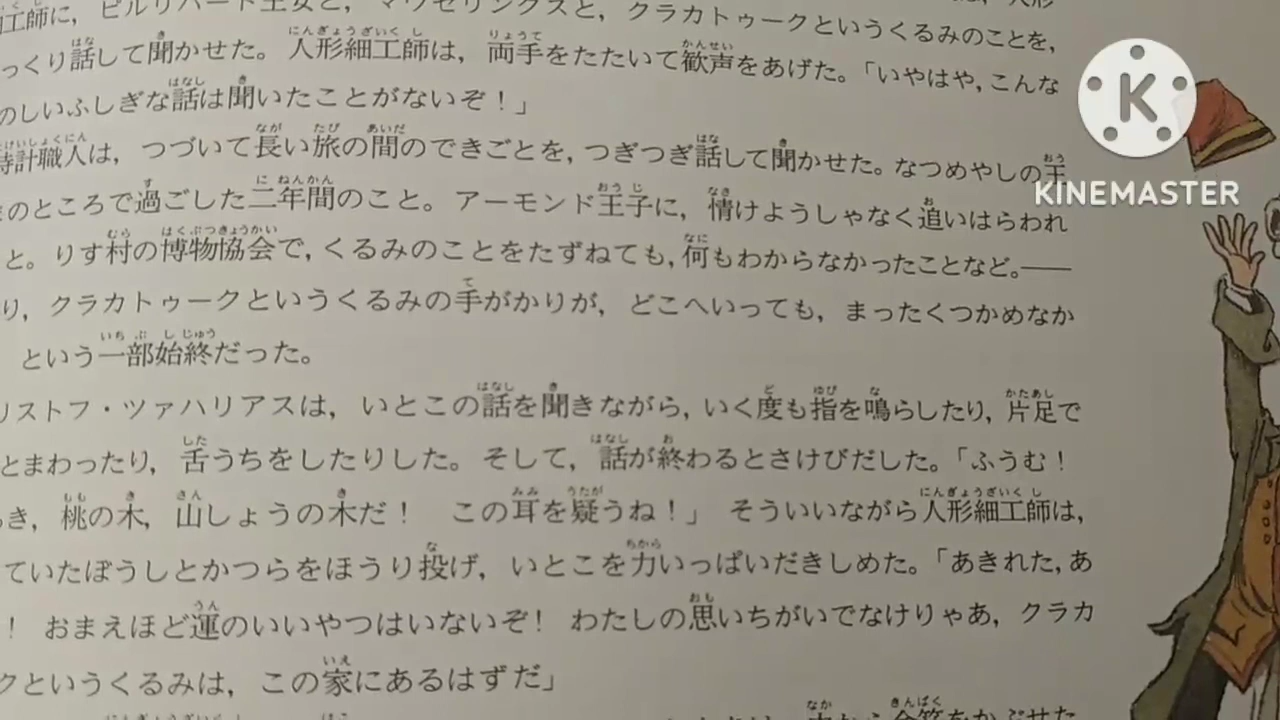 工師に，ピルリパート王女と，マウゼリンクスと，クラカトゥークというくるみのことを，
っくり話して聞かせた。人形細工師は，両手をたたいて歓声をあげた。「いやはや，こんな
のしいふしぎな話は聞いたことがないぞ！」
時計職人は，つづいて長い旅の間のできごとを，つぎつぎ話して聞かせた。なつめやしの王
のところで過ごした二年間のこと。アーモンド王子に，情けようしゃなく追いはらわれ
と。りす村の博物協会で，くるみのことをたずねても，何もわからなかったことなど。――
り，クラカトゥークというくるみの手がかりが，どこへいっても，まったくつかめなか
という一部始終だった。
リストフ・ツァハリアスは，いとこの話を聞きながら，いく度も指を鳴らしたり，片足で
とまわったり，舌うちをしたりした。そして，話が終わるとさけびだした。「ふうむ！
き，桃の木，山しょうの木だ！　この耳を疑うね！」そういいながら人形細工師は，
ていたぼうしとかつらをほうり投げ，いとこを力いっぱいだきしめた。「あきれた，あ
！　おまえほど運のいいやつはいないぞ！　わたしの思いちがいでなけりゃあ，クラカ
クというくるみは，この家にあるはずだ」
K
KINEMASTER